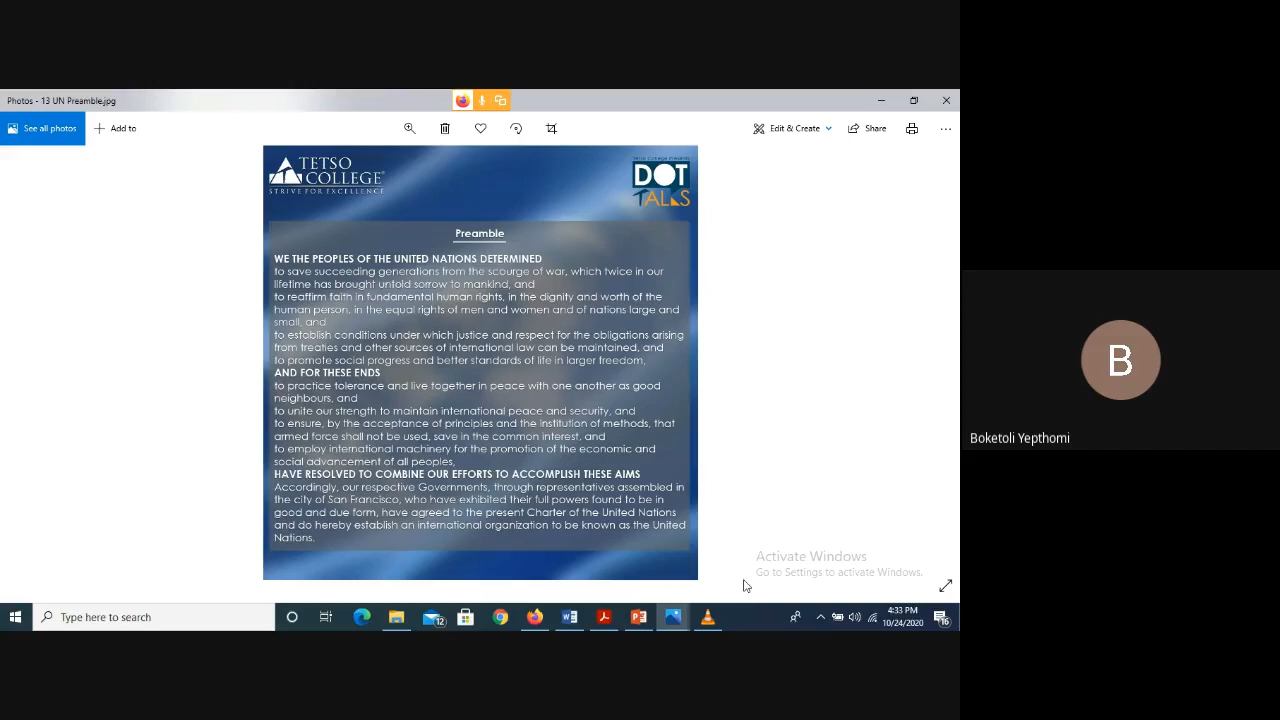 Photos - 13 UN Preamble.jpg
See all photos
Add to
Edit & Create
Share
TETSO
COLLEGE
STRIVE FOR EXCELLENCE
Tetso College Presents
DOT
TALKS
Preamble
WE THE PEOPLES OF THE UNITED NATIONS DETERMINED
to save succeeding generations from the scourge of war, which twice in our
lifetime has brought untold sorrow to mankind, and
to reaffirm faith in fundamental human rights, in the dignity and worth of the
human person, in the equal rights of men and women and of nations large and
small, and
to establish conditions under which justice and respect for the obligations arising
from treaties and other sources of international law can be maintained, and
to promote social progress and better standards of life in larger freedom,
AND FOR THESE ENDS
to practice tolerance and live together in peace with one another as good
neighbours, and
to unite our strength to maintain international peace and security, and
to ensure, by the acceptance of principles and the institution of methods, that
armed force shall not be used, save in the common interest, and
to employ international machinery for the promotion of the economic and
social advancement of all peoples,
HAVE RESOLVED TO COMBINE OUR EFFORTS TO ACCOMPLISH THESE AIMS
Accordingly, our respective Governments, through representatives assembled in
the city of San Francisco, who have exhibited their full powers found to be in
good and due form, have agreed to the present Charter of the United Nations
and do hereby establish an international organization to be known as the United
Nations.
B
Boketoli Yepthomi
Activate Windows
Go to Settings to activate Windows.
Type here to search
12
4:33 PM
10/24/2020
16